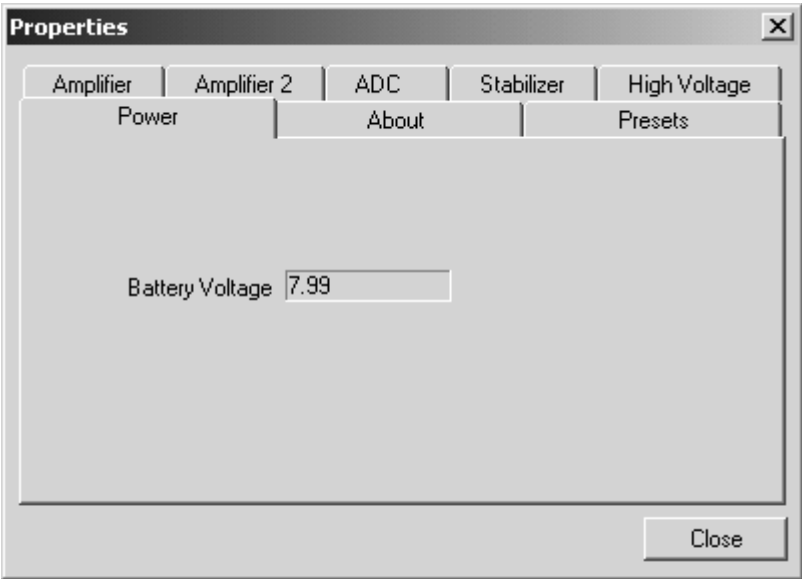 Properties
Amplifier Amplifier 2 ADC Stabilizer High Voltage
Power About Presets
Battery Voltage 7.99
Close